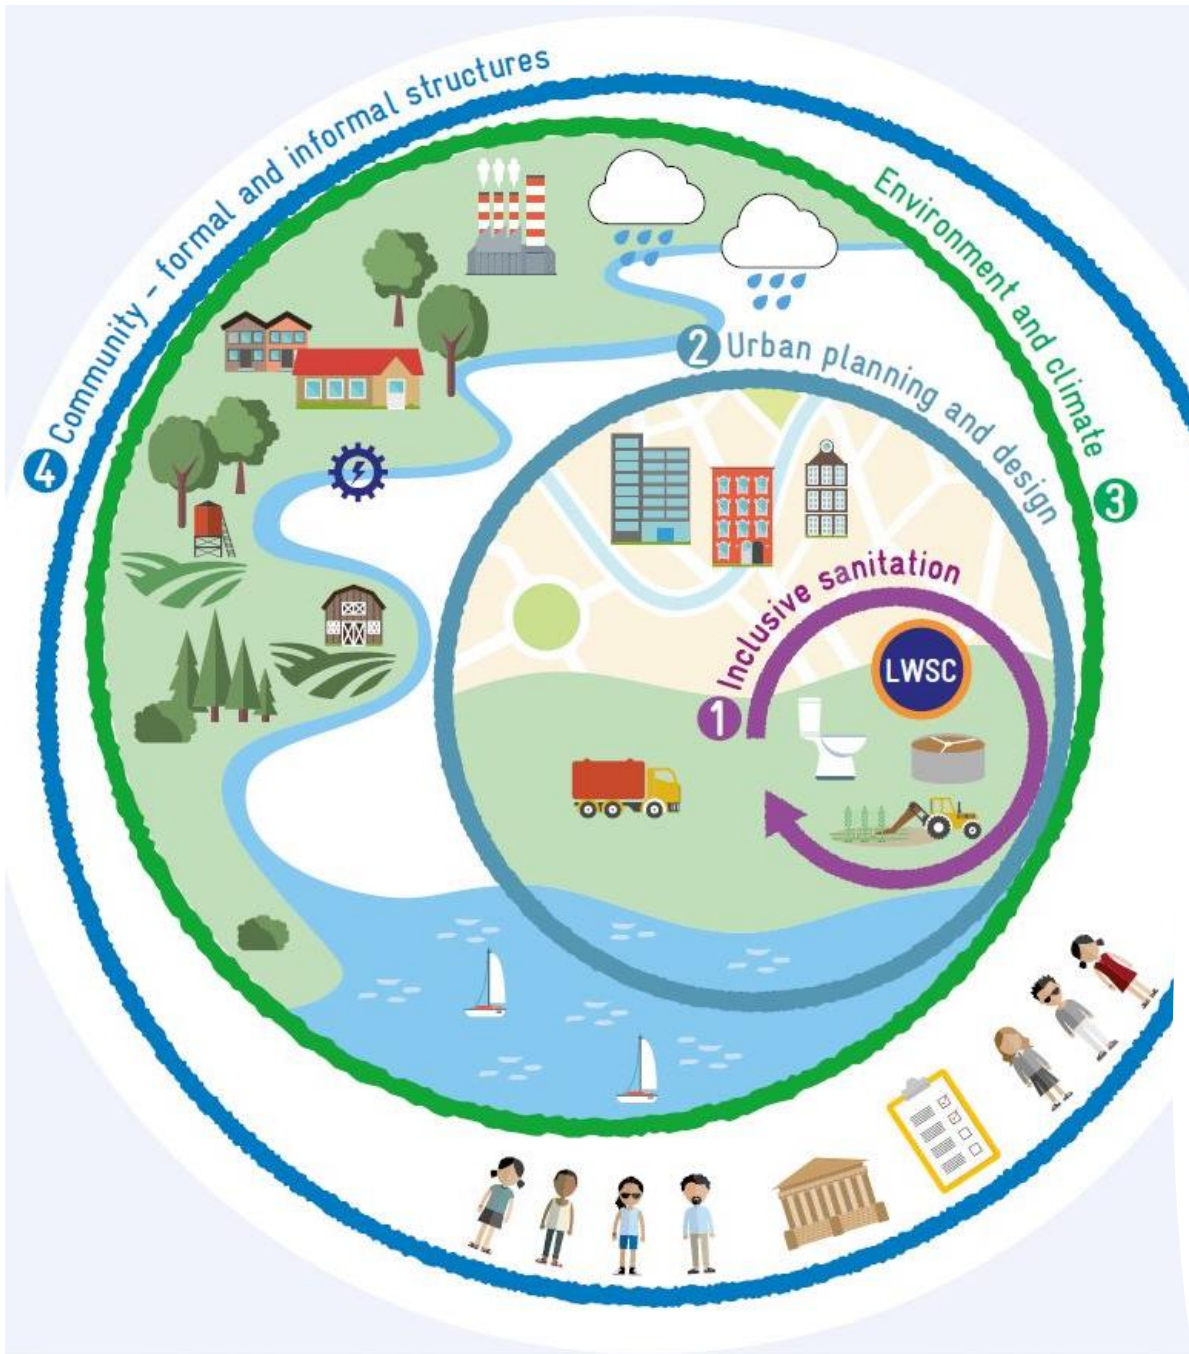 4 Community - formal and informal structures
Environment and climate 3
2 Urban planning and design
1 Inclusive sanitation
LWSC